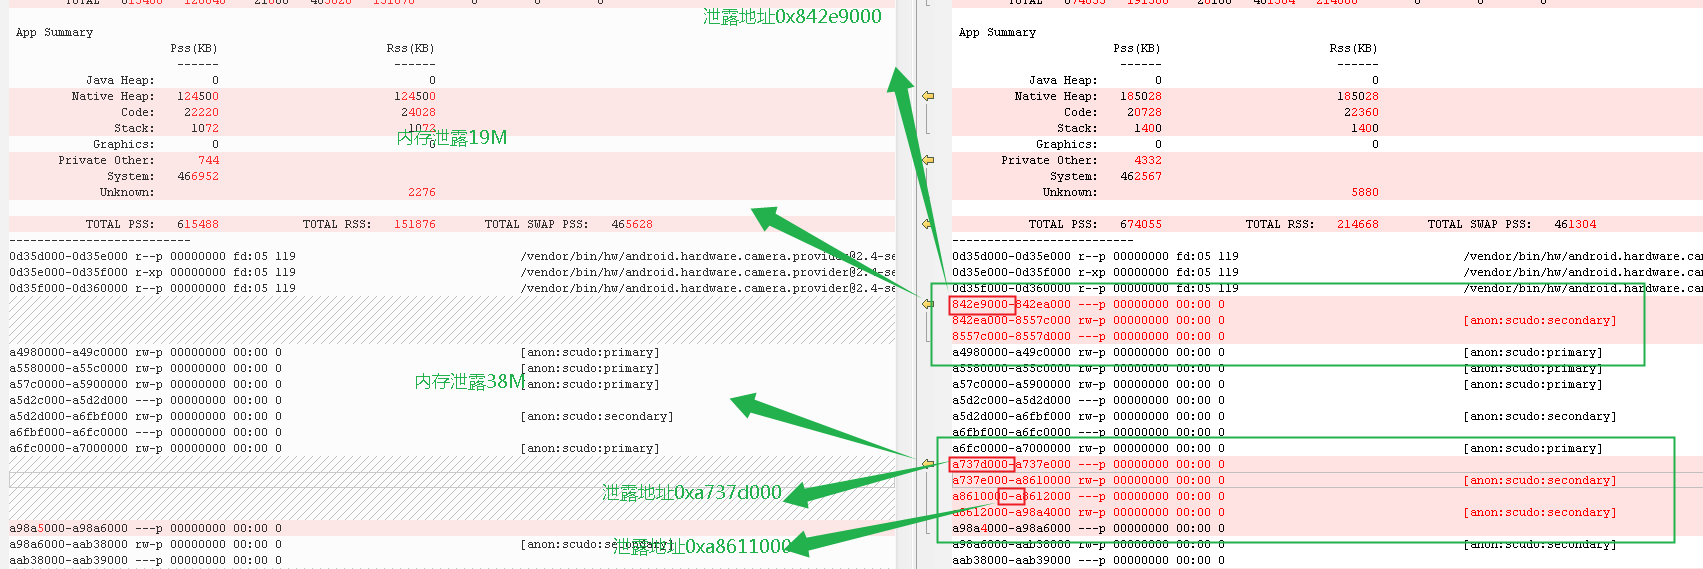 TOTAL 615488 126848 21660 465628 151876 0 0 0
App Summary
Pss(KB) Rss(KB)
------ ------
Java Heap: 0 0
Native Heap: 124500 124500
Code: 22220 24028
Stack: 1072 1072
Graphics: 0 0
Private Other: 744
System: 466952
Unknown: 2276
TOTAL PSS: 615488 TOTAL RSS: 151876 TOTAL SWAP PSS: 465628
--------------------------
0d35d000-0d35e000 r--p 00000000 fd:05 119 /vendor/bin/hw/android.hardware.camera.provider@2.4-se
0d35e000-0d35f000 r-xp 00000000 fd:05 119 /vendor/bin/hw/android.hardware.camera.provider@2.4-se
0d35f000-0d360000 r--p 00000000 fd:05 119 /vendor/bin/hw/android.hardware.camera.provider@2.4-se
a4980000-a49c0000 rw-p 00000000 00:00 0 [anon:scudo:primary]
a5580000-a55c0000 rw-p 00000000 00:00 0 [anon:scudo:primary]
a57c0000-a5900000 rw-p 00000000 00:00 0 [anon:scudo:primary]
a5d2c000-a5d2d000 ---p 00000000 00:00 0
a5d2d000-a6fbf000 rw-p 00000000 00:00 0 [anon:scudo:secondary]
a6fbf000-a6fc0000 ---p 00000000 00:00 0
a6fc0000-a7000000 rw-p 00000000 00:00 0 [anon:scudo:primary]
a98a5000-a98a6000 ---p 00000000 00:00 0
a98a6000-aab38000 rw-p 00000000 00:00 0 [anon:scudo:secondary]
aab38000-aab39000 ---p 00000000 00:00 0
泄露地址0x842e9000
内存泄露19M
内存泄露38M
泄露地址0xa737d000
泄露地址0xa8611000
App Summary
Pss(KB) Rss(KB)
------ ------
Java Heap: 0 0
Native Heap: 185028 185028
Code: 20728 22360
Stack: 1400 1400
Graphics: 0 0
Private Other: 4332
System: 462567
Unknown: 5880
TOTAL PSS: 674055 TOTAL RSS: 214668 TOTAL SWAP PSS: 461304
--------------------------
0d35d000-0d35e000 r--p 00000000 fd:05 119 /vendor/bin/hw/android.hardware.ca
0d35e000-0d35f000 r-xp 00000000 fd:05 119 /vendor/bin/hw/android.hardware.ca
0d35f000-0d360000 r--p 00000000 fd:05 119 /vendor/bin/hw/android.hardware.ca
842e9000-842ea000 ---p 00000000 00:00 0
842ea000-8557c000 rw-p 00000000 00:00 0 [anon:scudo:secondary]
8557c000-8557d000 ---p 00000000 00:00 0
a4980000-a49c0000 rw-p 00000000 00:00 0 [anon:scudo:primary]
a5580000-a55c0000 rw-p 00000000 00:00 0 [anon:scudo:primary]
a57c0000-a5900000 rw-p 00000000 00:00 0 [anon:scudo:primary]
a5d2c000-a5d2d000 ---p 00000000 00:00 0
a5d2d000-a6fbf000 rw-p 00000000 00:00 0 [anon:scudo:secondary]
a6fbf000-a6fc0000 ---p 00000000 00:00 0
a6fc0000-a7000000 rw-p 00000000 00:00 0 [anon:scudo:primary]
a737d000-a737e000 ---p 00000000 00:00 0
a737e000-a8610000 rw-p 00000000 00:00 0 [anon:scudo:secondary]
a8610000-a8612000 ---p 00000000 00:00 0
a8612000-a98a4000 rw-p 00000000 00:00 0 [anon:scudo:secondary]
a98a4000-a98a6000 ---p 00000000 00:00 0
a98a6000-aab38000 rw-p 00000000 00:00 0 [anon:scudo:secondary]
aab38000-aab39000 ---p 00000000 00:00 0